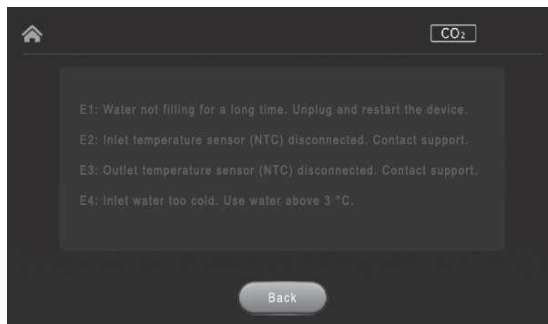 CO₂
E1: Water not filling for a long time. Unplug and restart the device.
E2: Inlet temperature sensor (NTC) disconnected. Contact support.
E3: Outlet temperature sensor (NTC) disconnected. Contact support.
E4: Inlet water too cold. Use water above 3 °C.
Back